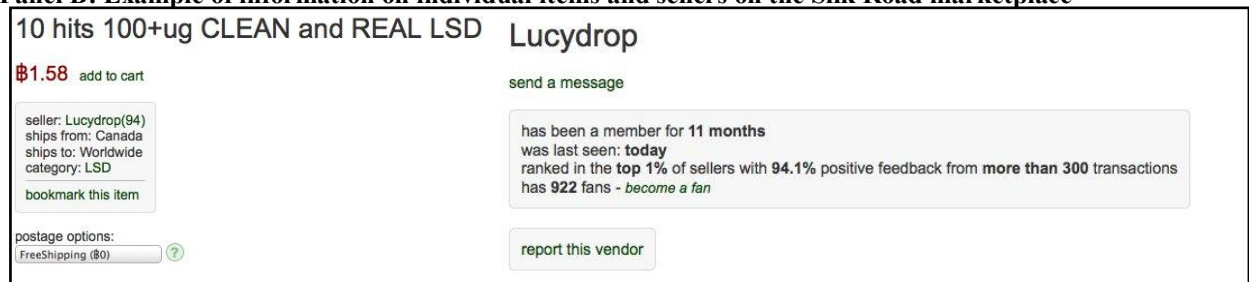 Panel D: Example of information on individual items and sellers on the Silk Road marketplace
10 hits 100+ug CLEAN and REAL LSD
฿1.58 add to cart
seller: Lucydrop(94)
ships from: Canada
ships to: Worldwide
category: LSD
bookmark this item
postage options:
FreeShipping (฿0) ?
Lucydrop
send a message
has been a member for 11 months
was last seen: today
ranked in the top 1% of sellers with 94.1% positive feedback from more than 300 transactions
has 922 fans - become a fan
report this vendor